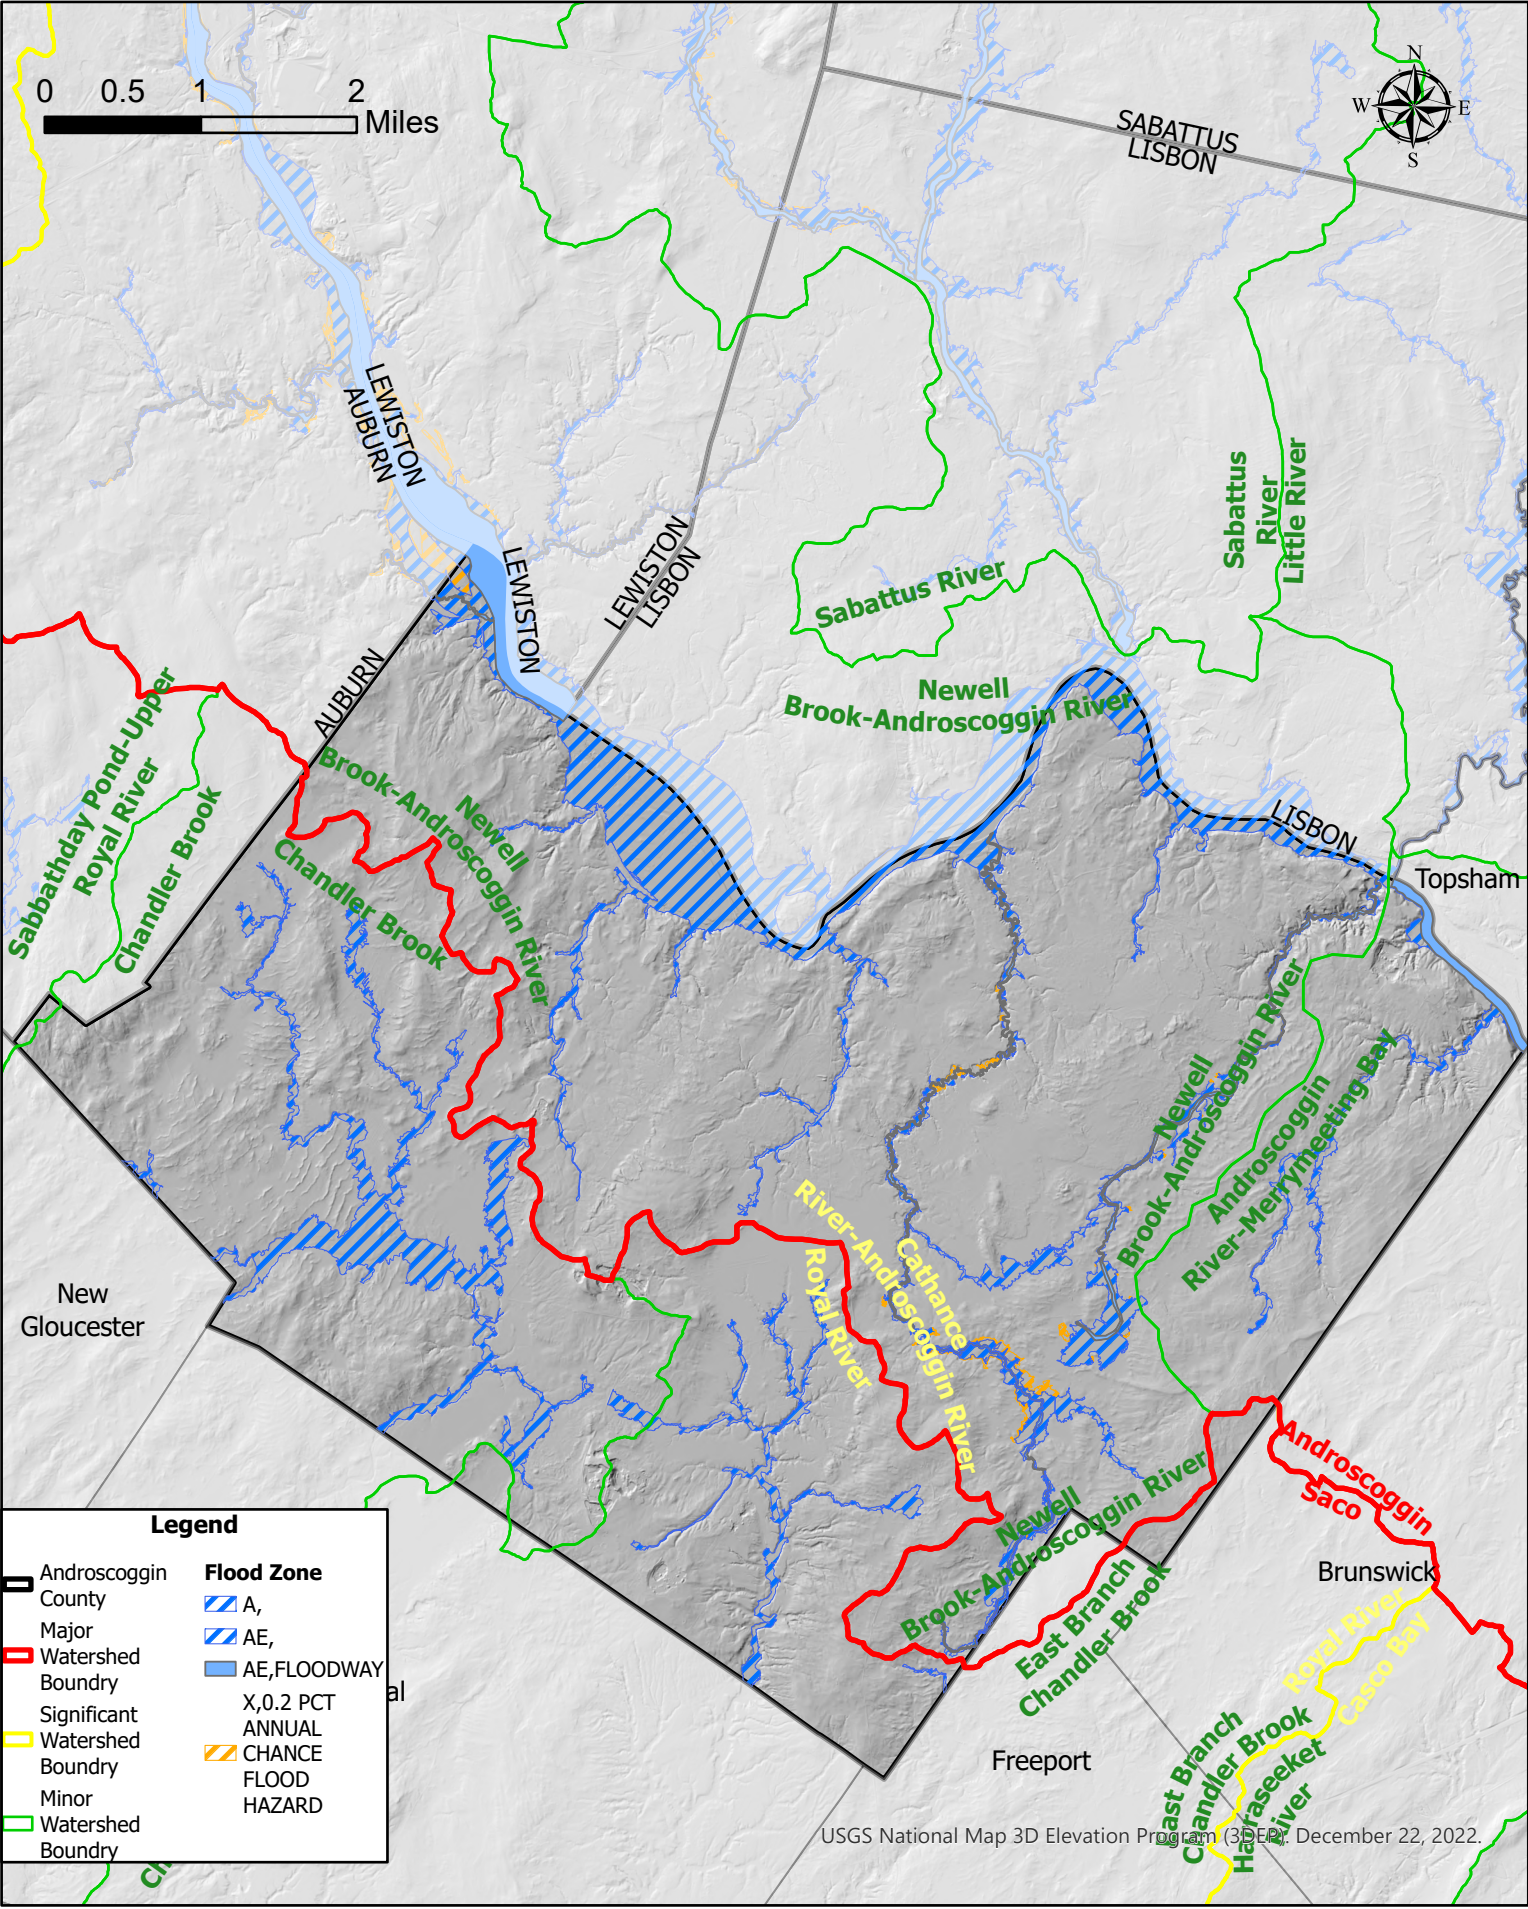 0 0.5 1 2
Miles
N
W E
S
SABATTUS
LISBON
LEWISTON
AUBURN
LEWISTON
LEWISTON
LISBON
Sabattus
River
Little River
Sabattus River
Newell
Brook-Androscoggin River
LISBON
Topsham
AUBURN
Sabbathday Pond-Upper
Royal River
Chandler Brook
Newell
Brook-Androscoggin River
Chandler Brook
Newell
Brook-Androscoggin River
Androscoggin
River-Merrymeeting Bay
Cathance
River-Androscoggin River
Royal River
New
Gloucester
Newell
Brook-Androscoggin River
East Branch
Chandler Brook
Androscoggin
Saco
Brunswick
Royal River
Casco Bay
East Branch
Chandler Brook
Harraseeket
River
Freeport
al
Ch
Legend
Androscoggin
County
Major
Watershed
Boundry
Significant
Watershed
Boundry
Minor
Watershed
Boundry
Flood Zone
A,
AE,
AE,FLOODWAY
X,0.2 PCT
ANNUAL
CHANCE
FLOOD
HAZARD
USGS National Map 3D Elevation Program (3DEP). December 22, 2022.